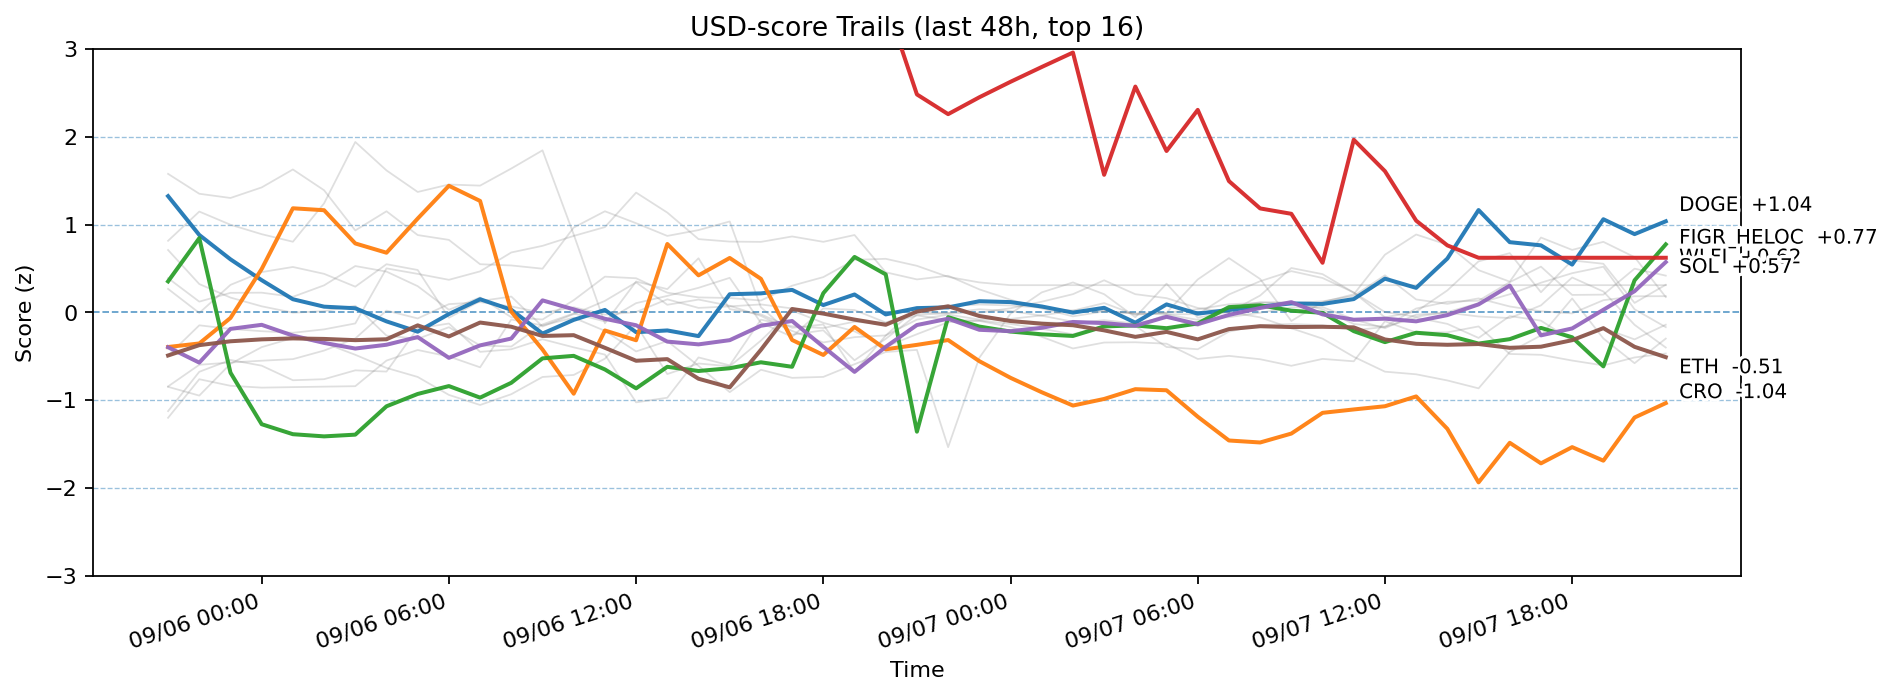 USD-score Trails (last 48h, top 16)
Score (z)
3
2
1
0
−1
−2
−3
DOGE +1.04
FIGR_HELOC +0.77
+0.62
SOL +0.57
ETH -0.51
CRO -1.04
09/06 00:00
09/06 06:00
09/06 12:00
09/06 18:00
09/07 00:00
09/07 06:00
09/07 12:00
09/07 18:00
Time